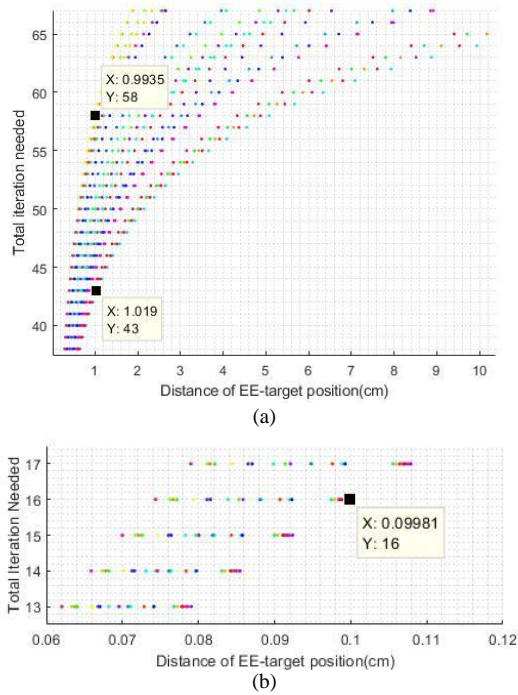 65
60
55
50
45
40
Total iteration needed
X: 0.9935
Y: 58
X: 1.019
Y: 43
1 2 3 4 5 6 7 8 9 10
Distance of EE-target position(cm)
(a)
17
16
15
14
13
Total Iteration Needed
X: 0.09981
Y: 16
0.06 0.07 0.08 0.09 0.1 0.11 0.12
Distance of EE-target position(cm)
(b)